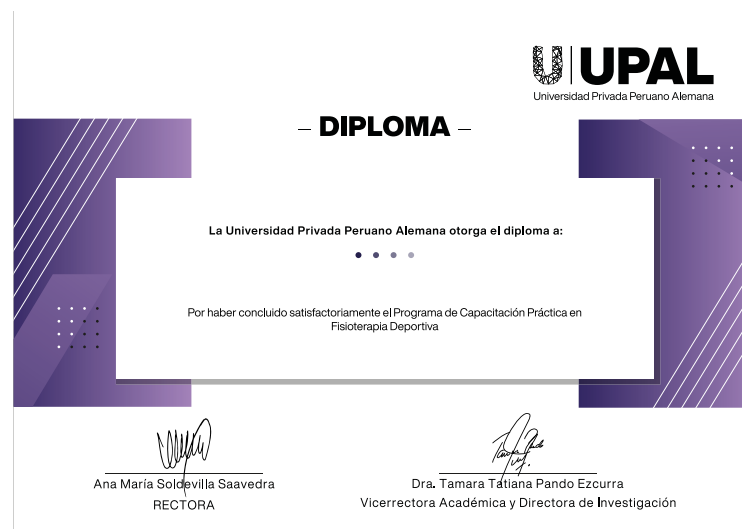 UPAL
Universidad Privada Peruano Alemana
– DIPLOMA –
La Universidad Privada Peruano Alemana otorga el diploma a:
Por haber concluido satisfactoriamente el Programa de Capacitación Práctica en
Fisioterapia Deportiva
Ana María Soldevilla Saavedra
RECTORA
Dra. Tamara Tatiana Pando Ezcurra
Vicerrectora Académica y Directora de Investigación